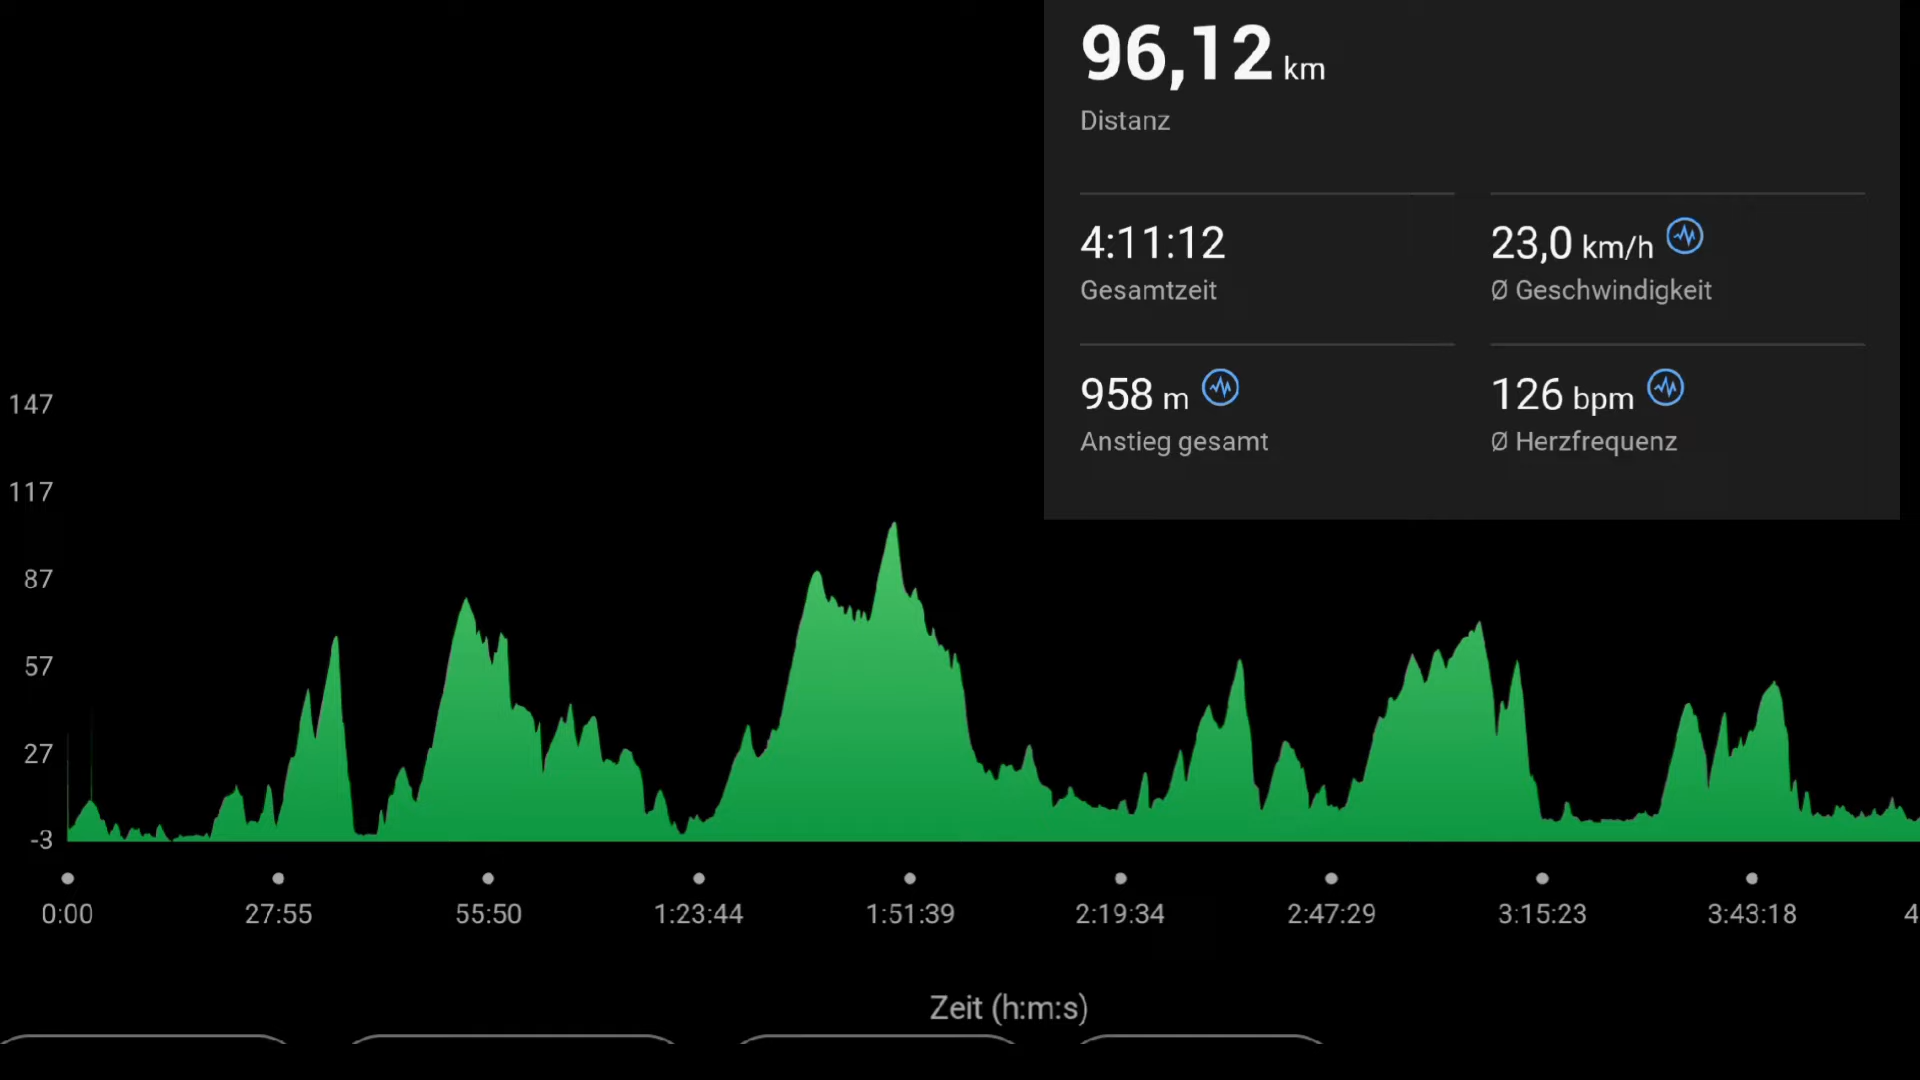 96,12 km
Distanz
4:11:12
Gesamtzeit
23,0 km/h
Ø Geschwindigkeit
958 m
Anstieg gesamt
126 bpm
Ø Herzfrequenz
147
117
87
57
27
-3
0:00 27:55 55:50 1:23:44 1:51:39 2:19:34 2:47:29 3:15:23 3:43:18 4
Zeit (h:m:s)